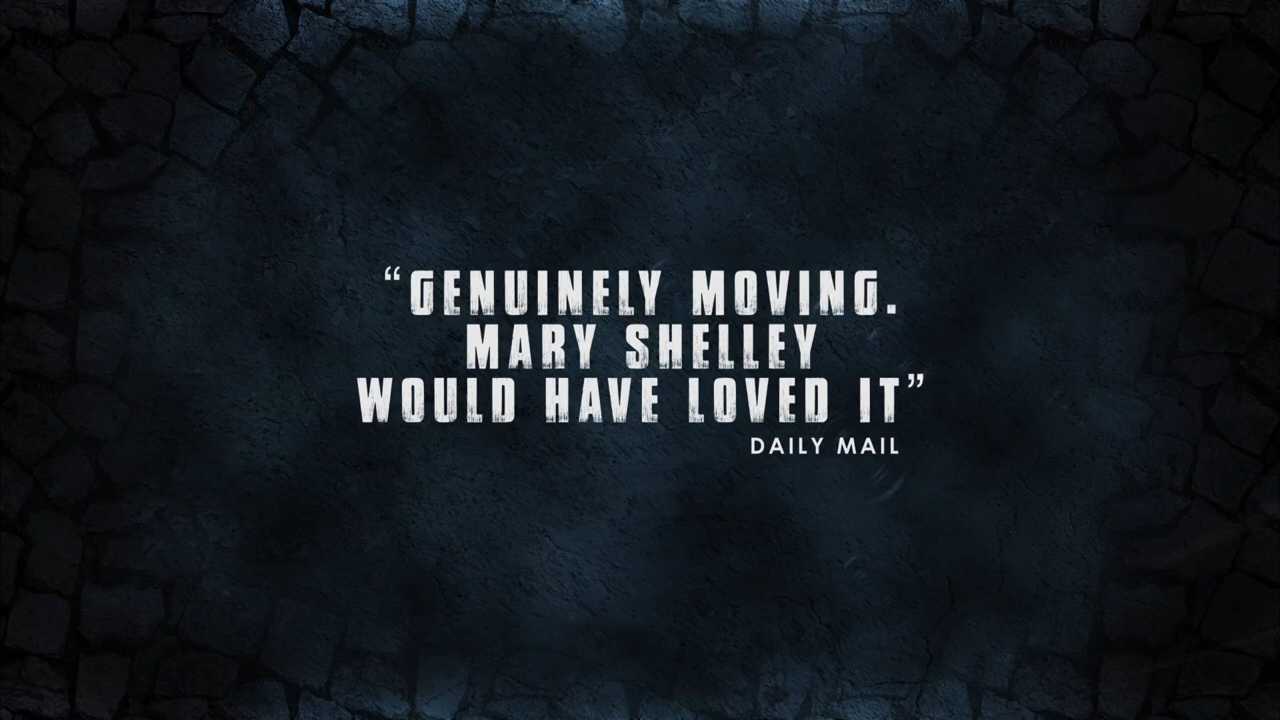 “GENUINELY MOVING.
MARY SHELLEY
WOULD HAVE LOVED IT”
DAILY MAIL